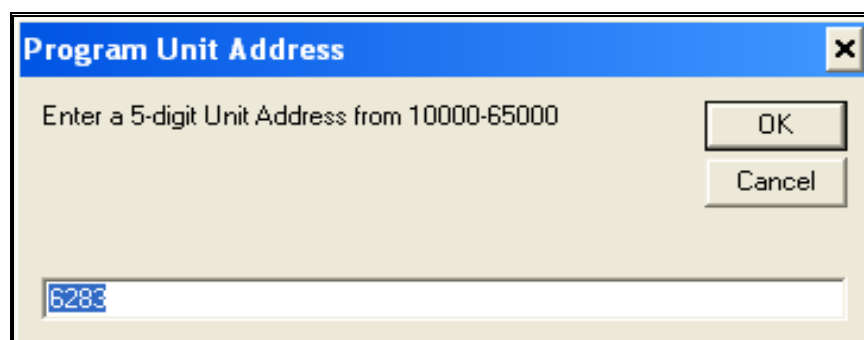 Program Unit Address
Enter a 5-digit Unit Address from 10000-65000
OK
Cancel
6283